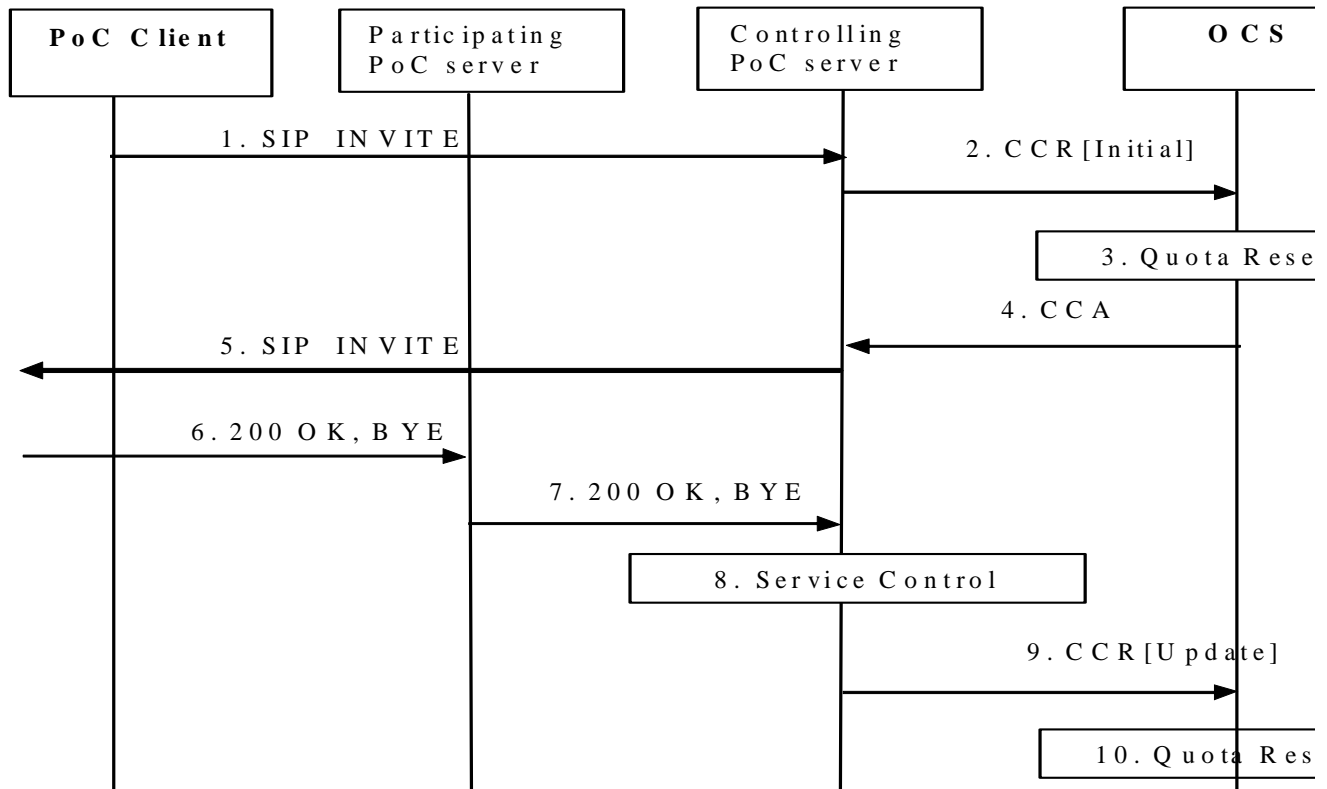 PoC Client
Participating
PoC server
Controlling
PoC server
OCS
1. SIP INVITE
2. CCR[Initial]
3. Quota Rese
4. CCA
5. SIP INVITE
6. 200 OK, BYE
7. 200 OK, BYE
8. Service Control
9. CCR[Update]
10. Quota Res